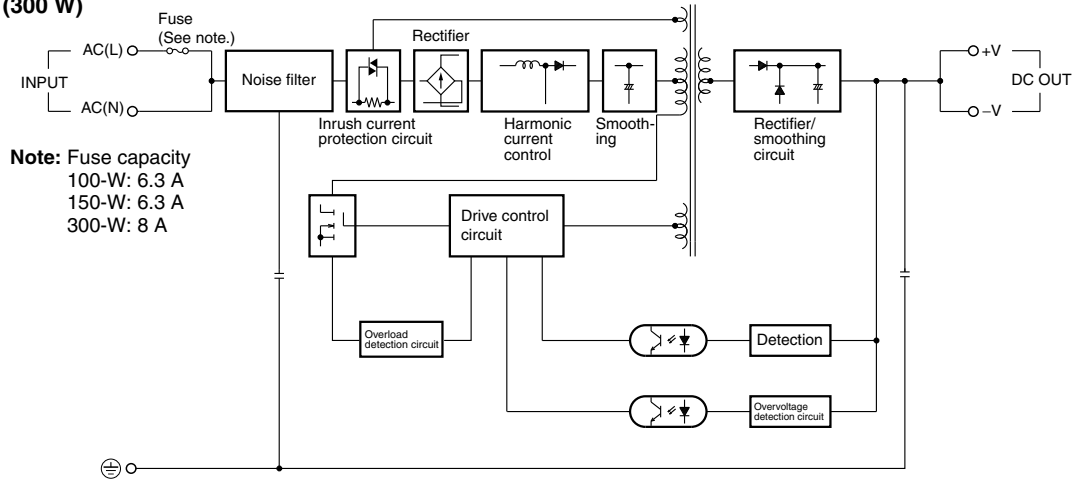 (300 W)
Fuse
(See note.)
AC(L)
INPUT
AC(N)
Noise filter
Inrush current
protection circuit
Rectifier
Harmonic
current
control
Smooth-
ing
Rectifier/
smoothing
circuit
+V
DC OUT
–V
Note: Fuse capacity
100-W: 6.3 A
150-W: 6.3 A
300-W: 8 A
Drive control
circuit
Overload
detection circuit
Detection
Overvoltage
detection circuit